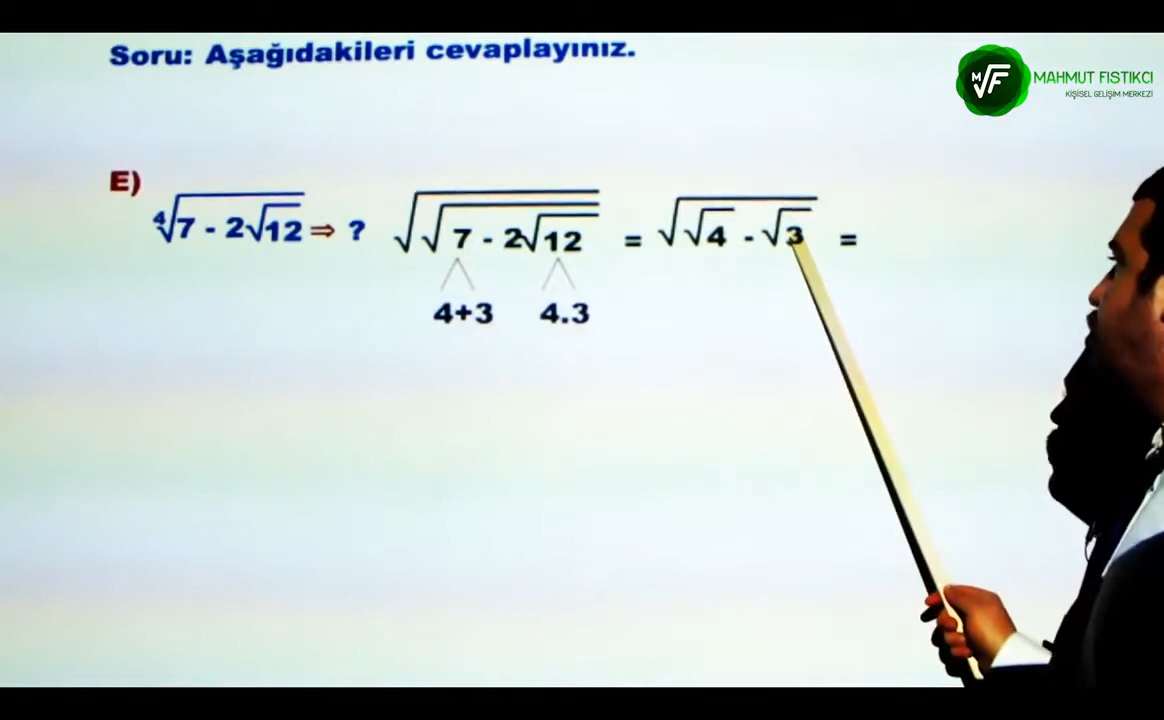 Soru: Aşağıdakileri cevaplayınız.
M√F MAHMUT FISTIKCI
KİŞİSEL GELİŞİM MERKEZİ
E) ⁴√(7 - 2√12) ⇒ ? √(√(7 - 2√12)) = √(√4 - √3) =
4+3 4.3